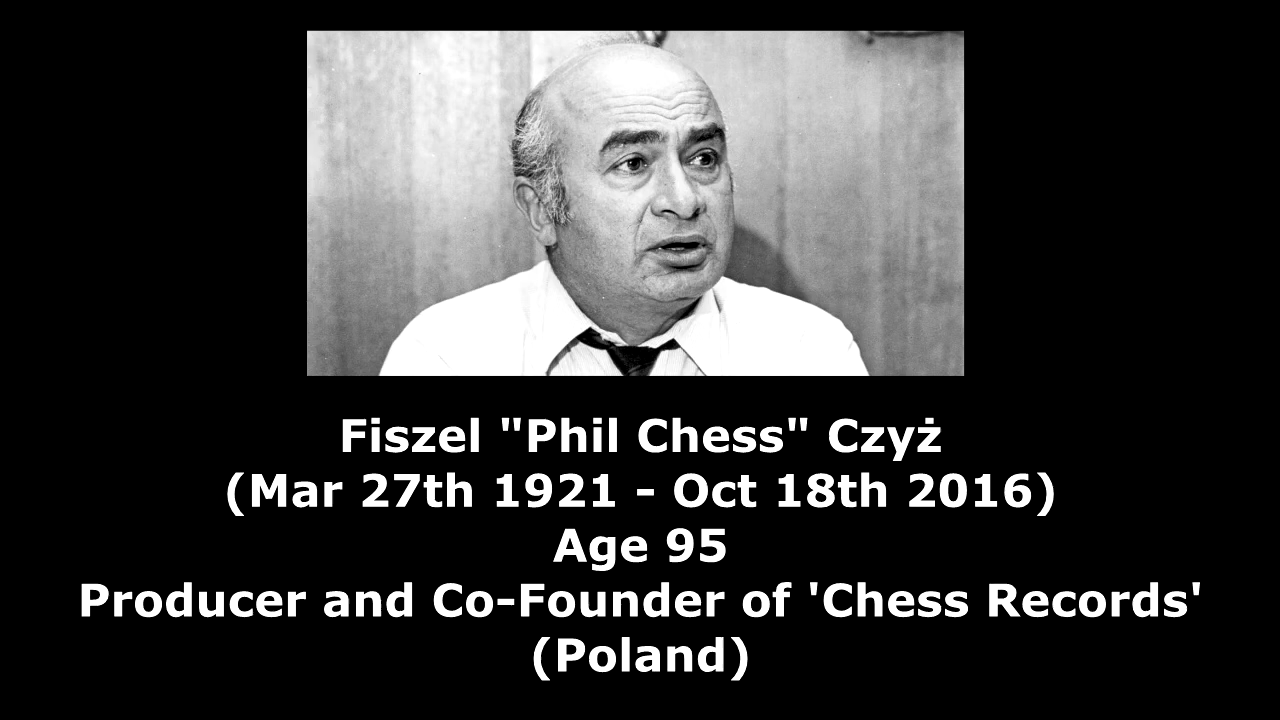 Fiszel "Phil Chess" Czyż
(Mar 27th 1921 - Oct 18th 2016)
Age 95
Producer and Co-Founder of 'Chess Records'
(Poland)